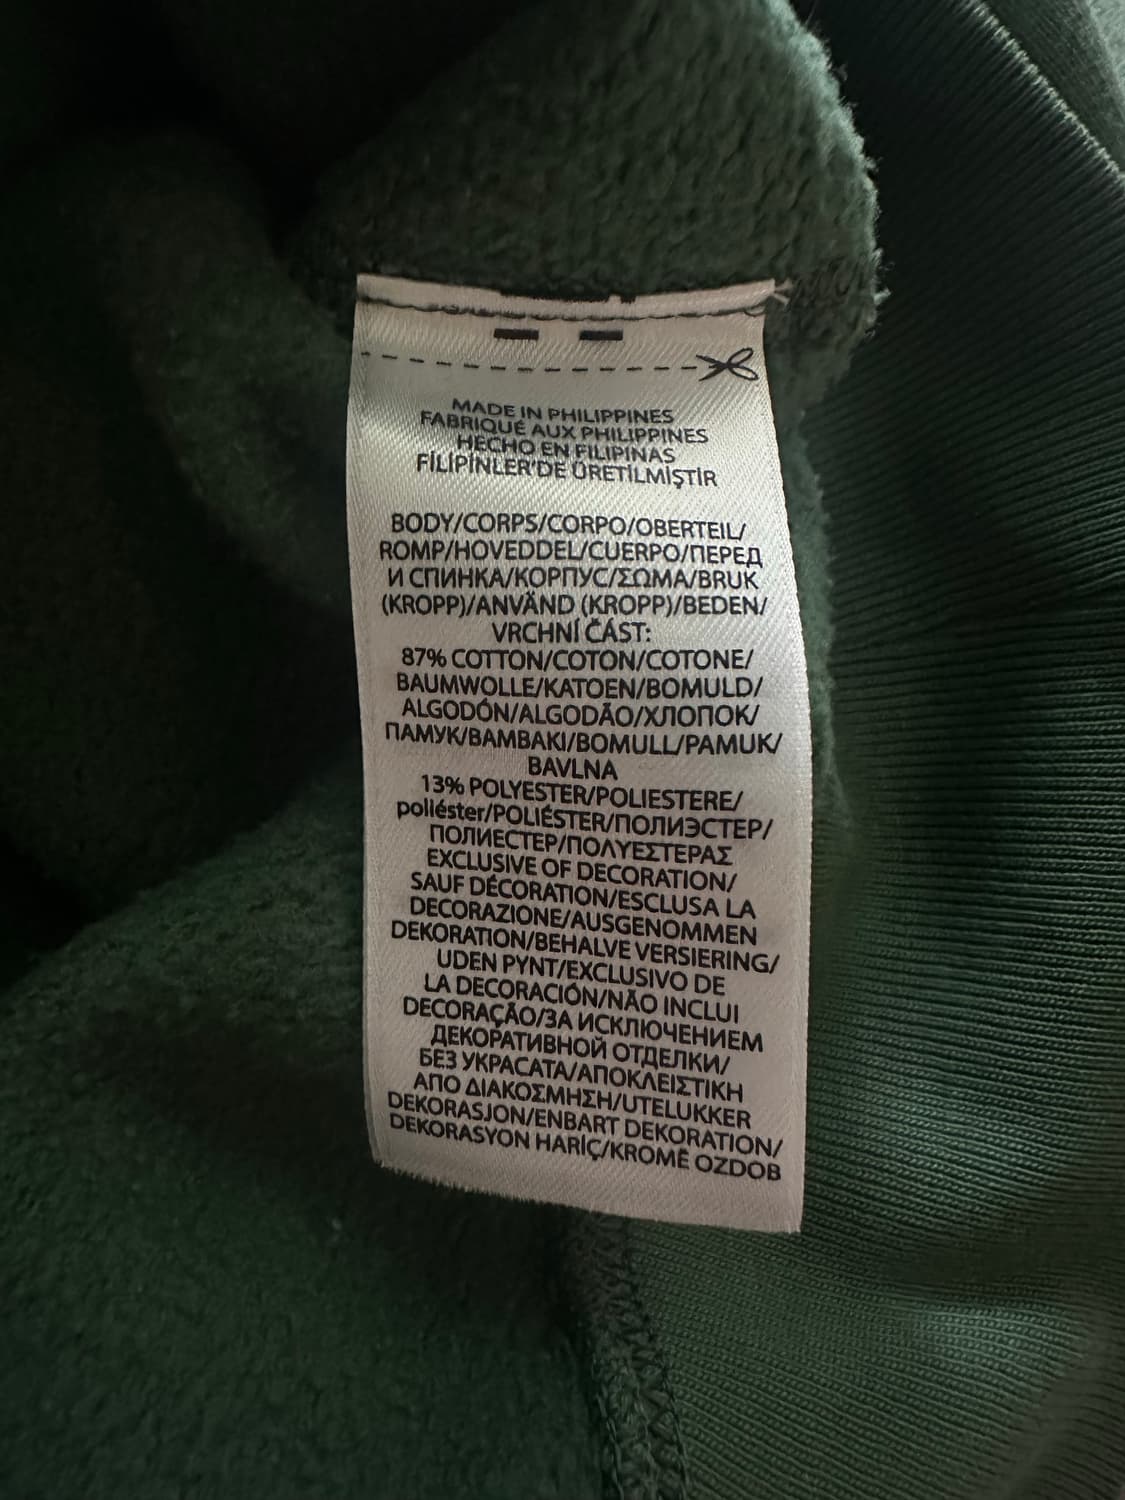 MADE IN PHILIPPINES
FABRIQUÉ AUX PHILIPPINES
HECHO EN FILIPINAS
FİLİPİNLER'DE ÜRETİLMİŞTİR
BODY/CORPS/CORPO/OBERTEIL/
ROMP/HOVEDDEL/CUERPO/ПЕРЕД
И СПИНКА/КОРПУС/ΣΩΜΑ/BRUK
(KROPP)/ANVÄND (KROPP)/BEDEN/
VRCHNÍ ČÁST:
87% COTTON/COTON/COTONE/
BAUMWOLLE/KATOEN/BOMULD/
ALGODÓN/ALGODÃO/ХЛОПОК/
ПАМУК/BAMBAKI/BOMULL/PAMUK/
BAVLNA
13% POLYESTER/POLIESTERE/
poliéster/POLIÉSTER/ПОЛИЭСТЕР/
ПОЛИЕСТЕР/ΠΟΛΥΕΣΤΕΡΑΣ
EXCLUSIVE OF DECORATION/
SAUF DÉCORATION/ESCLUSA LA
DECORAZIONE/AUSGENOMMEN
DEKORATION/BEHALVE VERSIERING/
UDEN PYNT/EXCLUSIVO DE
LA DECORACIÓN/NÃO INCLUI
DECORAÇÃO/ЗА ИСКЛЮЧЕНИЕМ
ДЕКОРАТИВНОЙ ОТДЕЛКИ/
БЕЗ УКРАСАТА/ΑΠΟΚΛΕΙΣΤΙΚΗ
ΑΠΟ ΔΙΑΚΟΣΜΗΣΗ/UTELUKKER
DEKORASJON/ENBART DEKORATION/
DEKORASYON HARİÇ/KROMĚ OZDOB